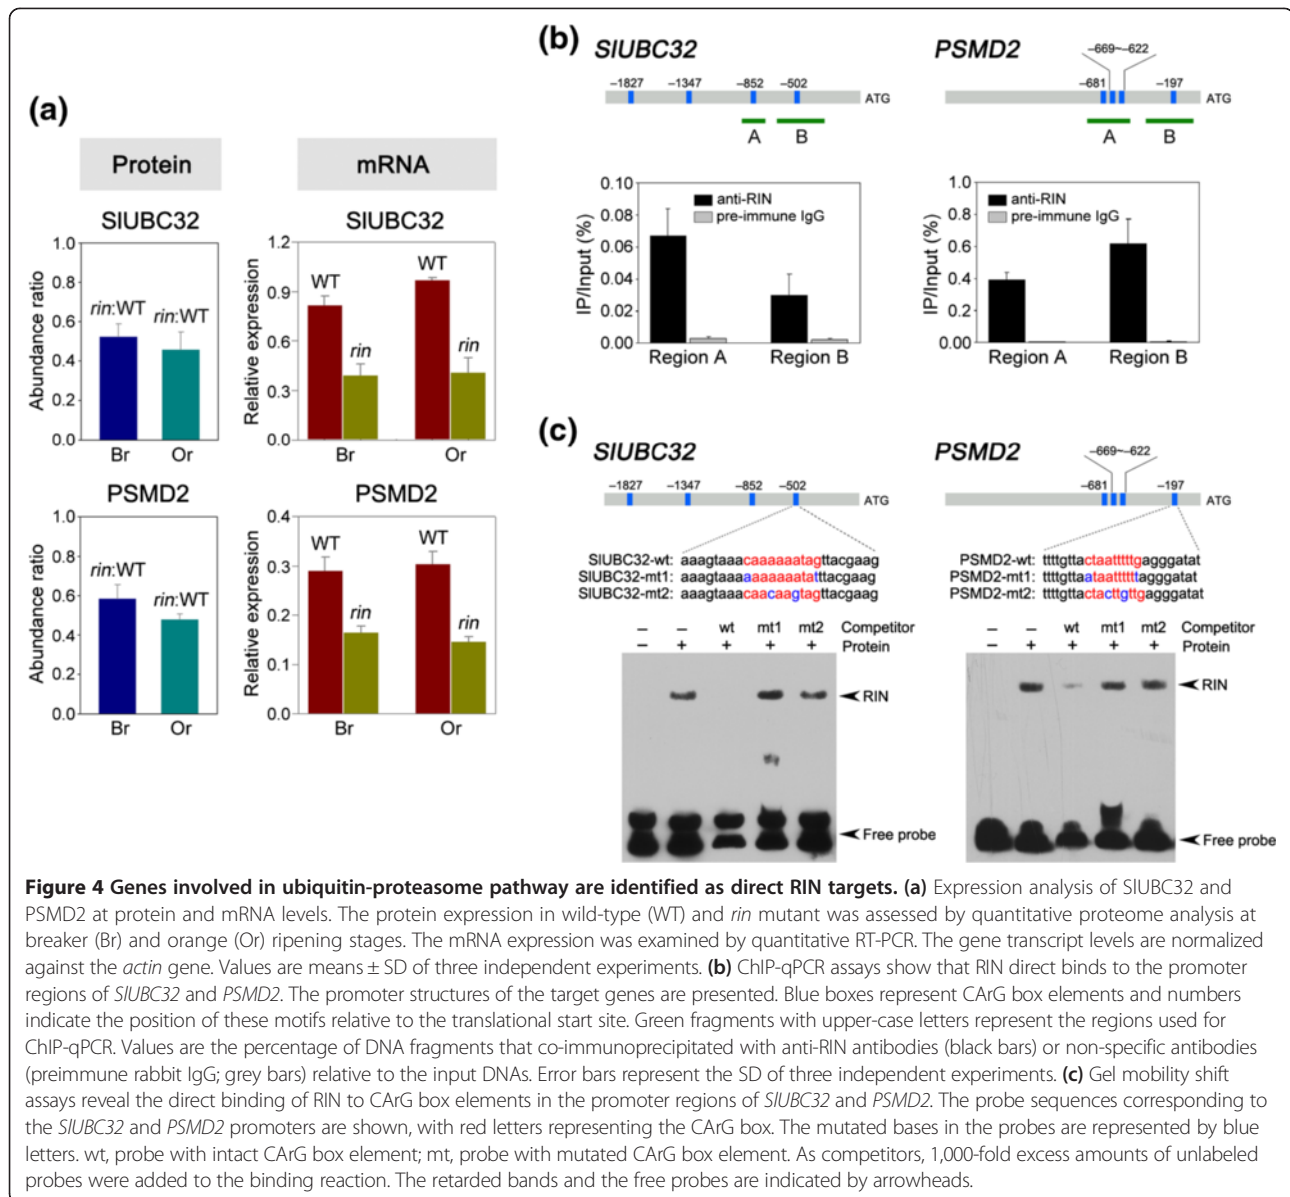 (a)
Protein
mRNA
SlUBC32
SlUBC32
Abundance ratio
1.0
0.8
0.6
0.4
0.2
0.0
rin:WT
rin:WT
Br
Or
Relative expression
1.2
0.9
0.6
0.3
0.0
WT
rin
WT
rin
Br
Or
PSMD2
PSMD2
Abundance ratio
1.0
0.8
0.6
0.4
0.2
0.0
rin:WT
rin:WT
Br
Or
Relative expression
0.4
0.3
0.2
0.1
0.0
WT
rin
WT
rin
Br
Or
(b)
SlUBC32
–1827
–1347
–852
–502
ATG
A
B
IP/Input (%)
0.10
0.08
0.06
0.04
0.02
0.00
anti-RIN
pre-immune IgG
Region A
Region B
PSMD2
–669~–622
–681
–197
ATG
A
B
IP/Input (%)
1.0
0.8
0.6
0.4
0.2
0.0
anti-RIN
pre-immune IgG
Region A
Region B
(c)
SlUBC32
–1827
–1347
–852
–502
ATG
SlUBC32-wt: aaagtaaacaaaaaaatagttacgaag
SlUBC32-mt1: aaagtaaaaaaaaaaatatttacgaag
SlUBC32-mt2: aaagtaaacaacaagtagttacgaag
wt mt1 mt2 Competitor
– + + + + Protein
RIN
Free probe
PSMD2
–669~–622
–681
–197
ATG
PSMD2-wt: ttttgttactaattttttgagggatat
PSMD2-mt1: ttttgttaataatttttttagggatat
PSMD2-mt2: ttttgttactacttgttgagggatat
– – wt mt1 mt2 Competitor
– + + + + Protein
RIN
Free probe
Figure 4 Genes involved in ubiquitin-proteasome pathway are identified as direct RIN targets. (a) Expression analysis of SlUBC32 and
PSMD2 at protein and mRNA levels. The protein expression in wild-type (WT) and rin mutant was assessed by quantitative proteome analysis at
breaker (Br) and orange (Or) ripening stages. The mRNA expression was examined by quantitative RT-PCR. The gene transcript levels are normalized
against the actin gene. Values are means ± SD of three independent experiments. (b) ChIP-qPCR assays show that RIN direct binds to the promoter
regions of SlUBC32 and PSMD2. The promoter structures of the target genes are presented. Blue boxes represent CArG box elements and numbers
indicate the position of these motifs relative to the translational start site. Green fragments with upper-case letters represent the regions used for
ChIP-qPCR. Values are the percentage of DNA fragments that co-immunoprecipitated with anti-RIN antibodies (black bars) or non-specific antibodies
(preimmune rabbit IgG; grey bars) relative to the input DNAs. Error bars represent the SD of three independent experiments. (c) Gel mobility shift
assays reveal the direct binding of RIN to CArG box elements in the promoter regions of SlUBC32 and PSMD2. The probe sequences corresponding to
the SlUBC32 and PSMD2 promoters are shown, with red letters representing the CArG box. The mutated bases in the probes are represented by blue
letters. wt, probe with intact CArG box element; mt, probe with mutated CArG box element. As competitors, 1,000-fold excess amounts of unlabeled
probes were added to the binding reaction. The retarded bands and the free probes are indicated by arrowheads.